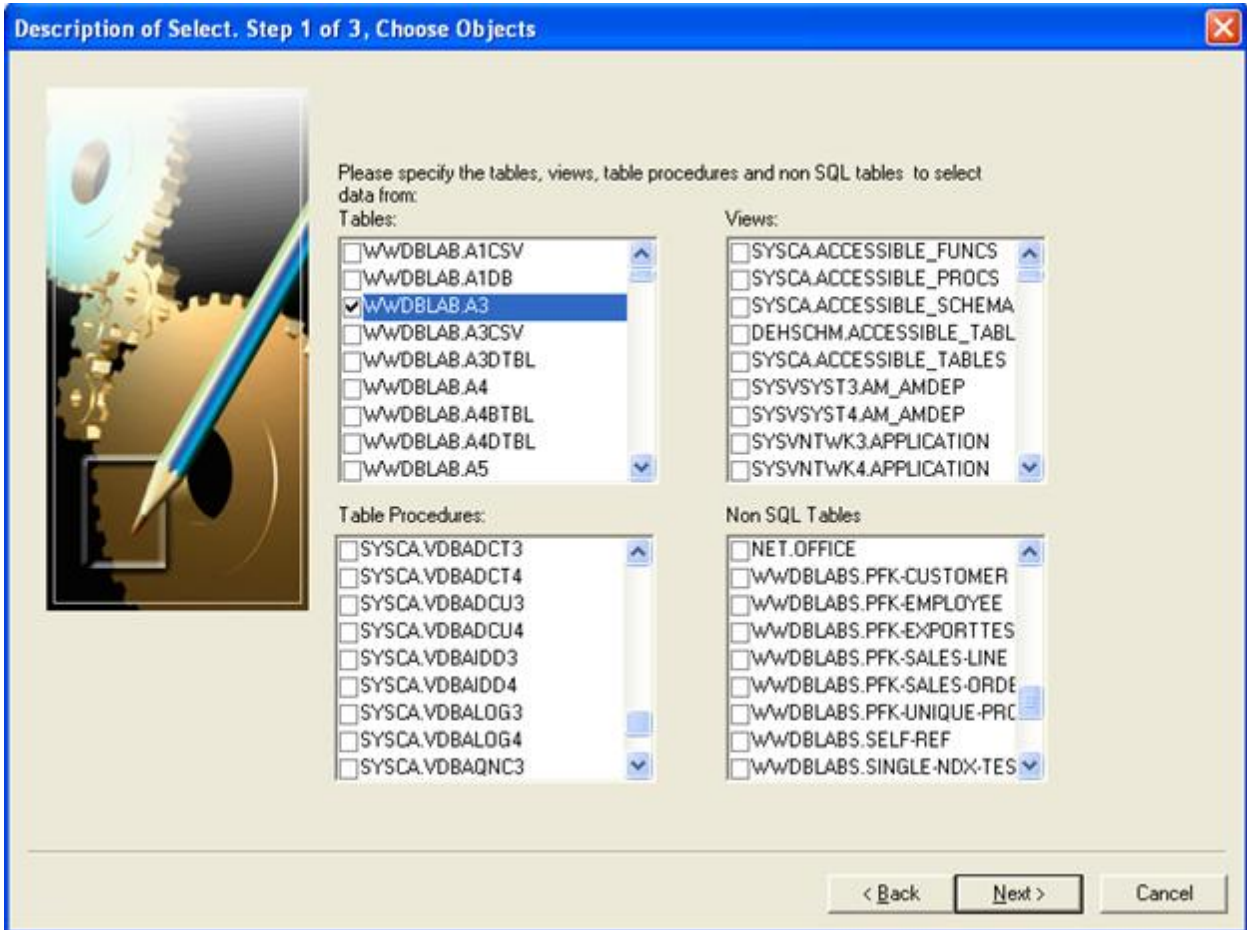 Description of Select. Step 1 of 3, Choose Objects
Please specify the tables, views, table procedures and non SQL tables to select
data from:
Tables:
WWDBLAB.A1CSV
WWDBLAB.A1DB
WWDBLAB.A3
WWDBLAB.A3CSV
WWDBLAB.A3DTBL
WWDBLAB.A4
WWDBLAB.A4BTBL
WWDBLAB.A4DTBL
WWDBLAB.A5
Views:
SYSCA.ACCESSIBLE_FUNCS
SYSCA.ACCESSIBLE_PROCS
SYSCA.ACCESSIBLE_SCHEMA
DEHSCHM.ACCESSIBLE_TABL
SYSCA.ACCESSIBLE_TABLES
SYSVSYST3.AM_AMDEP
SYSVSYST4.AM_AMDEP
SYSVNTWK3.APPLICATION
SYSVNTWK4.APPLICATION
Table Procedures:
SYSCA.VDBADCT3
SYSCA.VDBADCT4
SYSCA.VDBADCU3
SYSCA.VDBADCU4
SYSCA.VDBAIDD3
SYSCA.VDBAIDD4
SYSCA.VDBALOG3
SYSCA.VDBALOG4
SYSCA.VDBAQNC3
Non SQL Tables
NET.OFFICE
WWDBLABS.PFK-CUSTOMER
WWDBLABS.PFK-EMPLOYEE
WWDBLABS.PFK-EXPORTTES
WWDBLABS.PFK-SALES-LINE
WWDBLABS.PFK-SALES-ORDE
WWDBLABS.PFK-UNIQUE-PRC
WWDBLABS.SELF-REF
WWDBLABS.SINGLE-NDX-TES
< Back
Next >
Cancel